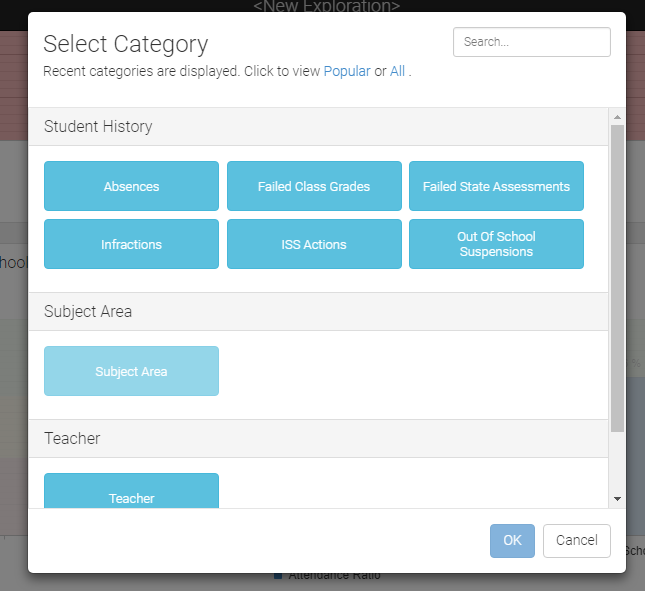 <New Exploration>
Select Category
Search...
Recent categories are displayed. Click to view Popular or All .
Student History
Absences
Failed Class Grades
Failed State Assessments
Infractions
ISS Actions
Out Of School
Suspensions
hool
Subject Area
Subject Area
%
Teacher
Teacher
OK
Cancel
Scho
Attendance Ratio